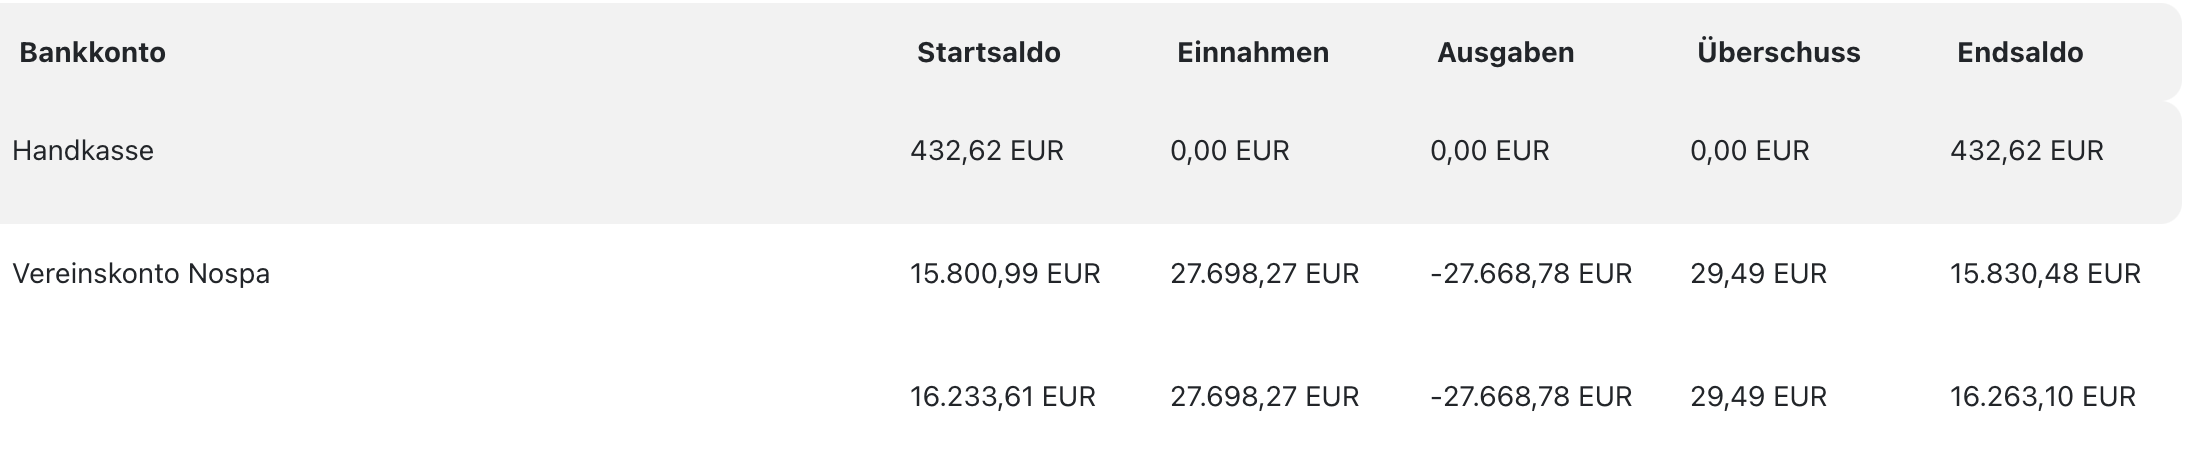 Bankkonto Startsaldo Einnahmen Ausgaben Überschuss Endsaldo
Handkasse 432,62 EUR 0,00 EUR 0,00 EUR 0,00 EUR 432,62 EUR
Vereinskonto Nospa 15.800,99 EUR 27.698,27 EUR -27.668,78 EUR 29,49 EUR 15.830,48 EUR
16.233,61 EUR 27.698,27 EUR -27.668,78 EUR 29,49 EUR 16.263,10 EUR